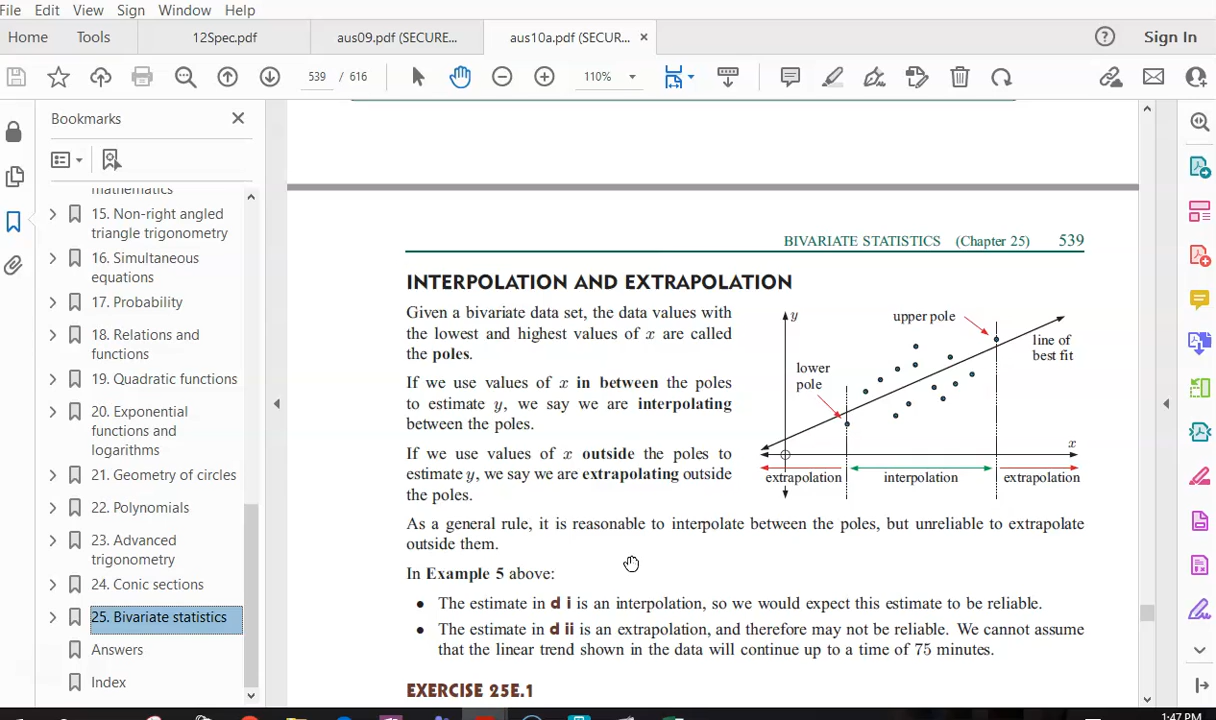 File Edit View Sign Window Help
Home Tools 12Spec.pdf aus09.pdf (SECURE... aus10a.pdf (SECUR... ×
? Sign In
539 / 616 110%
Bookmarks
mathematics
15. Non-right angled
triangle trigonometry
16. Simultaneous
equations
17. Probability
18. Relations and
functions
19. Quadratic functions
20. Exponential
functions and
logarithms
21. Geometry of circles
22. Polynomials
23. Advanced
trigonometry
24. Conic sections
25. Bivariate statistics
Answers
Index
BIVARIATE STATISTICS (Chapter 25) 539
INTERPOLATION AND EXTRAPOLATION
Given a bivariate data set, the data values with
the lowest and highest values of x are called
the poles.
If we use values of x in between the poles
to estimate y, we say we are interpolating
between the poles.
If we use values of x outside the poles to
estimate y, we say we are extrapolating outside
the poles.
y
upper pole
line of
best fit
lower
pole
x
extrapolation interpolation extrapolation
As a general rule, it is reasonable to interpolate between the poles, but unreliable to extrapolate
outside them.
In Example 5 above:
● The estimate in d i is an interpolation, so we would expect this estimate to be reliable.
● The estimate in d ii is an extrapolation, and therefore may not be reliable. We cannot assume
that the linear trend shown in the data will continue up to a time of 75 minutes.
EXERCISE 25E.1
1:47 PM